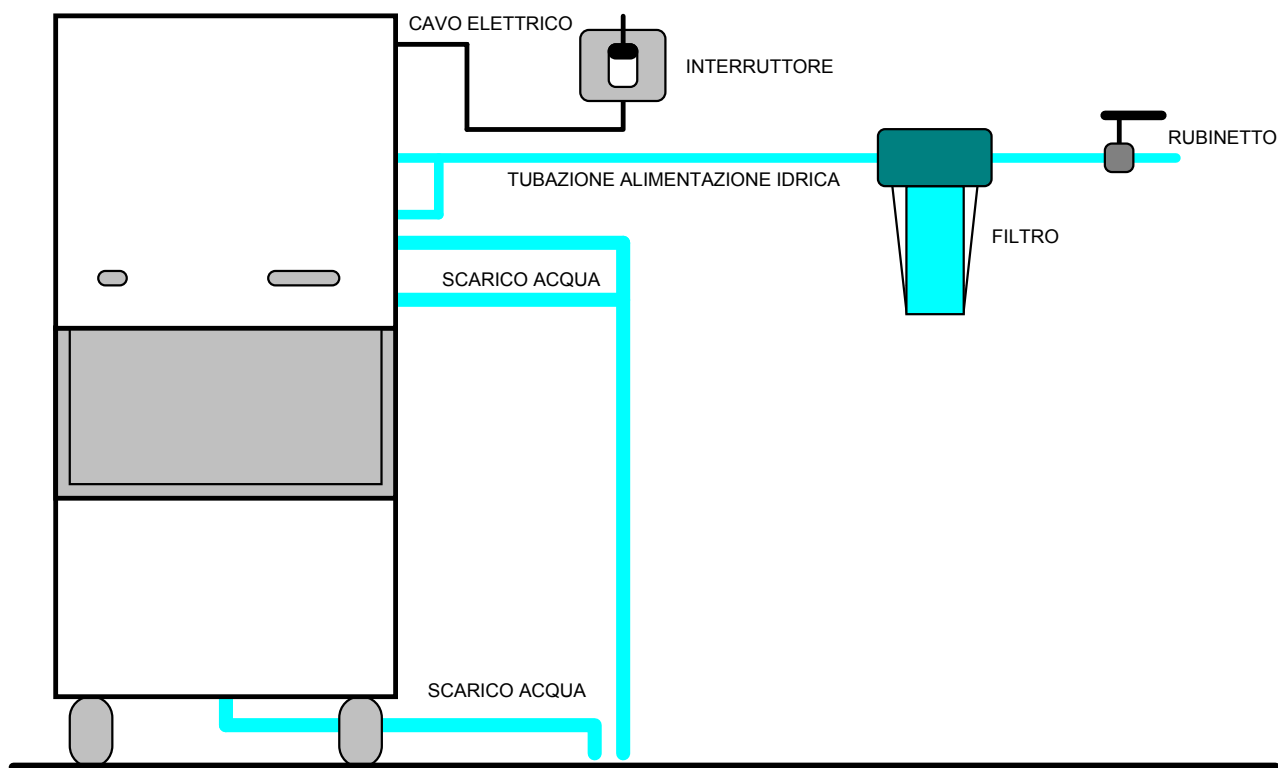 CAVO ELETTRICO
INTERRUTTORE
RUBINETTO
TUBAZIONE ALIMENTAZIONE IDRICA
FILTRO
SCARICO ACQUA
SCARICO ACQUA